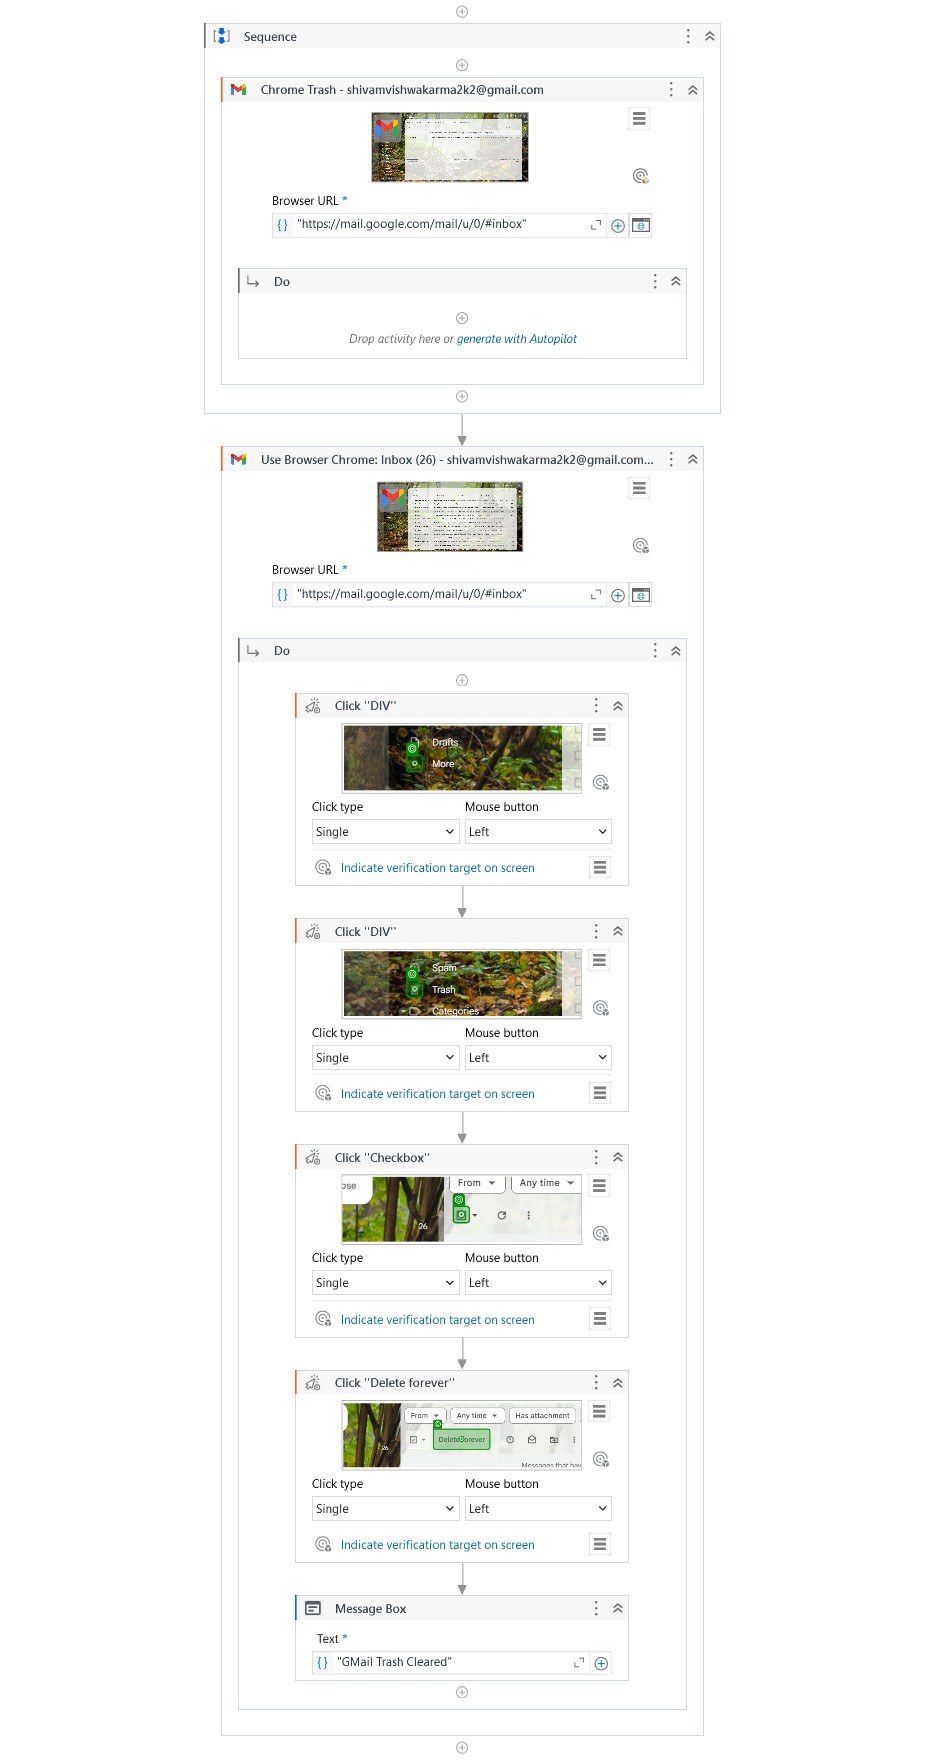 Sequence
Chrome Trash - shivamvishwakarma2k2@gmail.com
Browser URL *
{} "https://mail.google.com/mail/u/0/#inbox"
Do
Drop activity here or generate with Autopilot
Use Browser Chrome: Inbox (26) - shivamvishwakarma2k2@gmail.com...
Browser URL *
{} "https://mail.google.com/mail/u/0/#inbox"
Do
Click ''DIV''
Drafts
More
Click type Mouse button
Single Left
Indicate verification target on screen
Click ''DIV''
Spam
Trash
Categories
Click type Mouse button
Single Left
Indicate verification target on screen
Click ''Checkbox''
ose From Any time
26
Click type Mouse button
Single Left
Indicate verification target on screen
Click ''Delete forever''
From Any time Has attachment
Delete forever
26
Messages that hav
Click type Mouse button
Single Left
Indicate verification target on screen
Message Box
Text *
{} "GMail Trash Cleared"